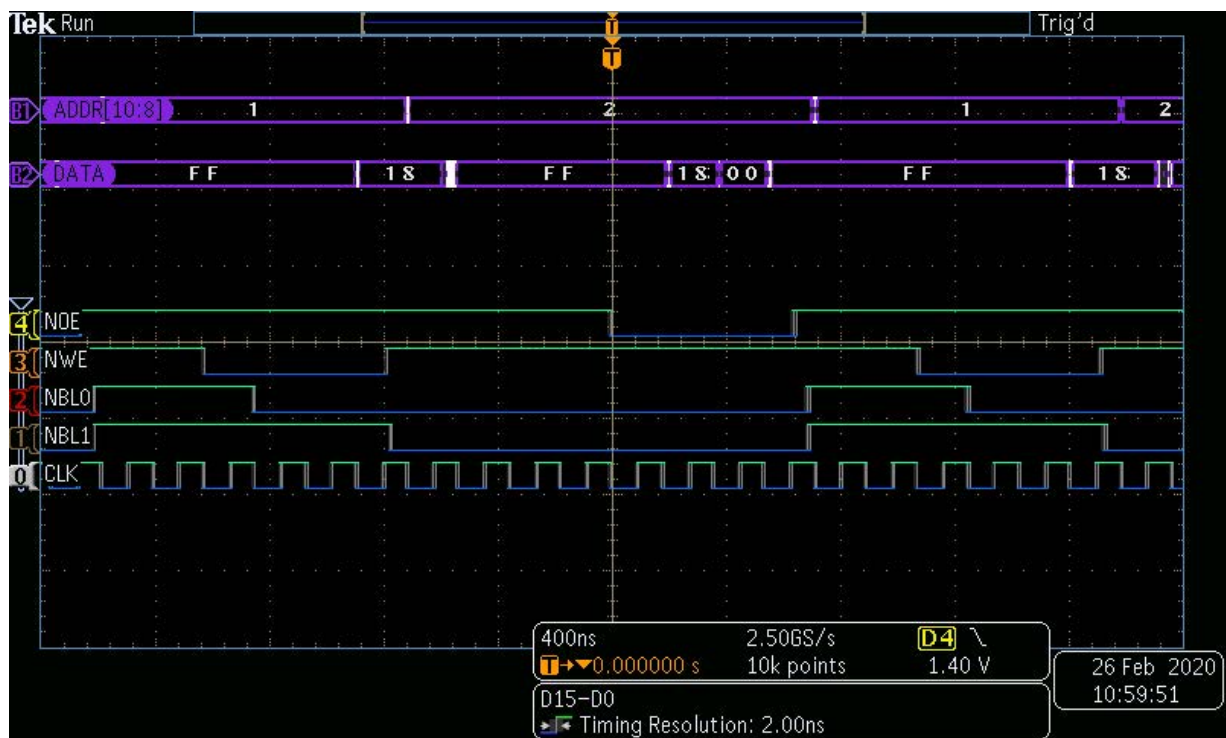 Tek Run T Trig'd
T
B1 ADDR[10:8] 1 2 1 2
B2 DATA FF 18 FF 18 00 FF 18
4 NOE
3 NWE
2 NBL0
1 NBL1
0 CLK
400ns 2.50GS/s D4
T→▼0.000000 s 10k points 1.40 V
D15-D0
Timing Resolution: 2.00ns
26 Feb 2020
10:59:51